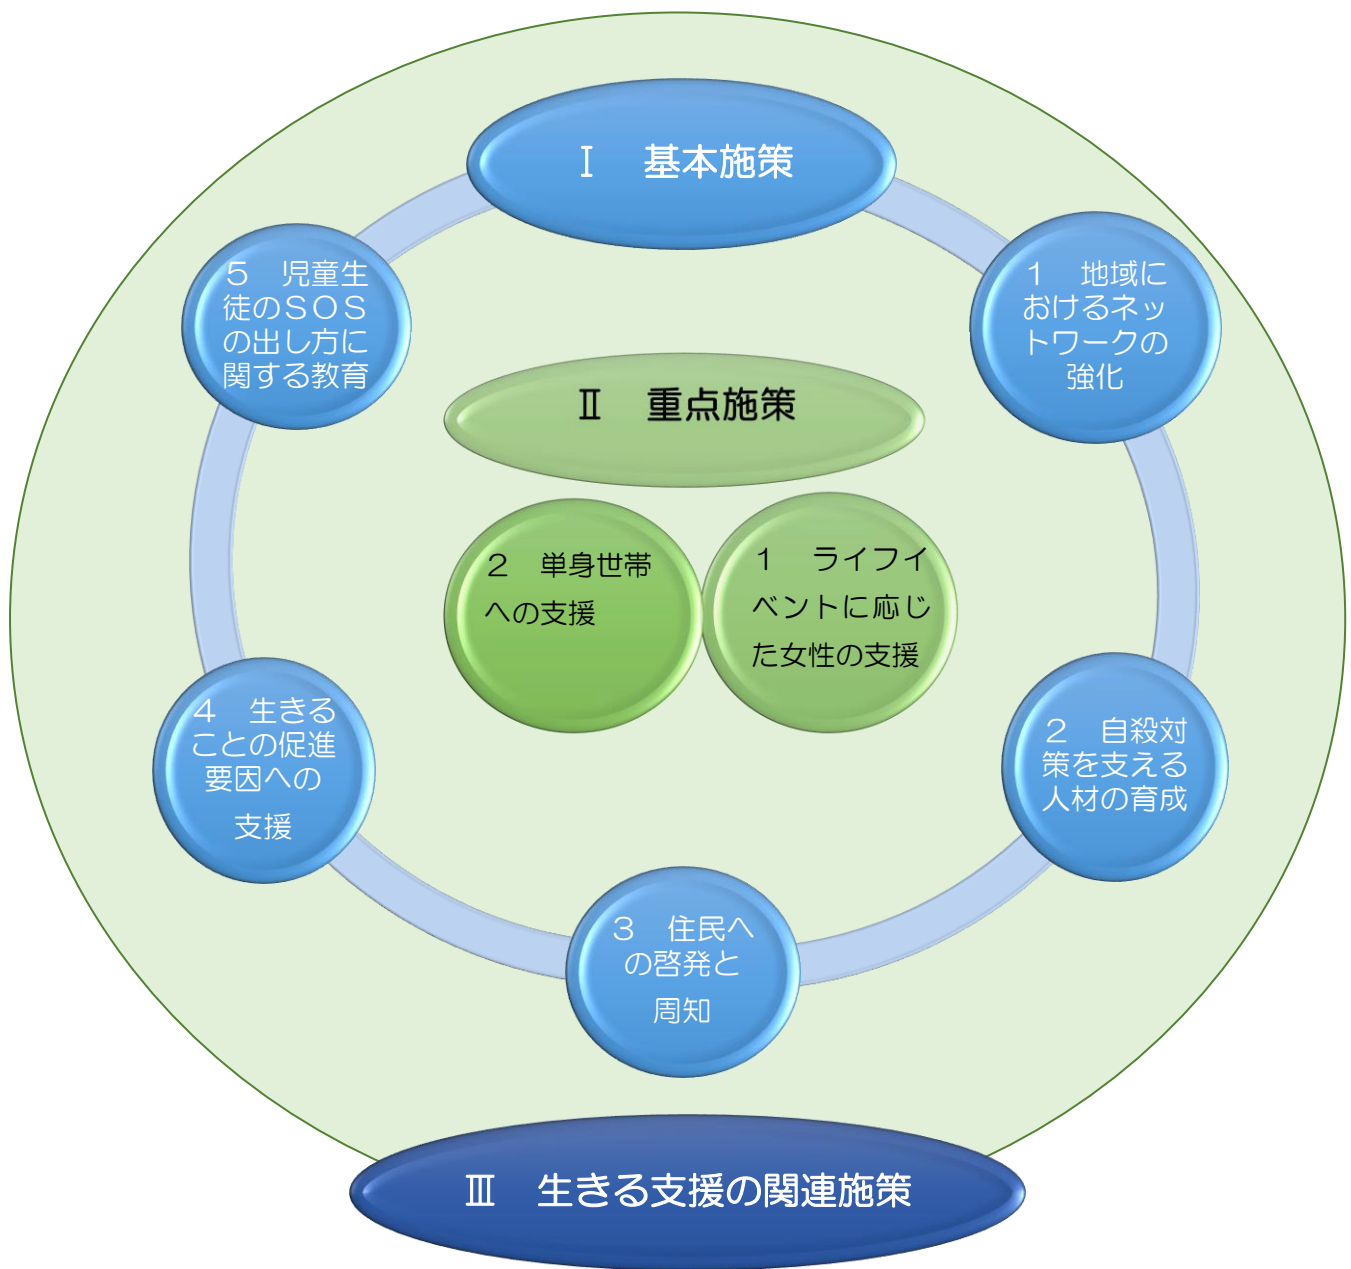 Ⅰ　基本施策
１　地域に
おけるネッ
トワークの
強化
２　自殺対
策を支える
人材の育成
３　住民へ
の啓発と
周知
４　生きる
ことの促進
要因への
支援
５　児童生
徒のＳＯＳ
の出し方に
関する教育
Ⅱ　重点施策
１　ライフイ
ベントに応じ
た女性の支援
２　単身世帯
への支援
Ⅲ　生きる支援の関連施策